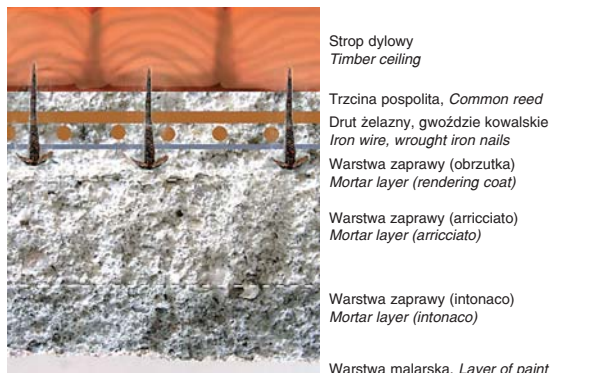 Strop dylowy
Timber ceiling
Trzcina pospolita, Common reed
Drut żelazny, gwoździe kowalskie
Iron wire, wrought iron nails
Warstwa zaprawy (obrzutka)
Mortar layer (rendering coat)
Warstwa zaprawy (arricciato)
Mortar layer (arricciato)
Warstwa zaprawy (intonaco)
Mortar layer (intonaco)
Warstwa malarska, Layer of paint